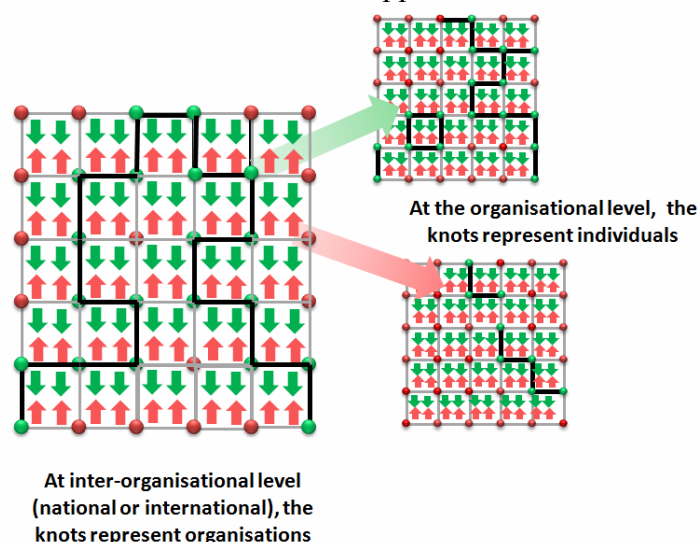 At the organisational level, the
knots represent individuals
At inter-organisational level
(national or international), the
knots represent organisations